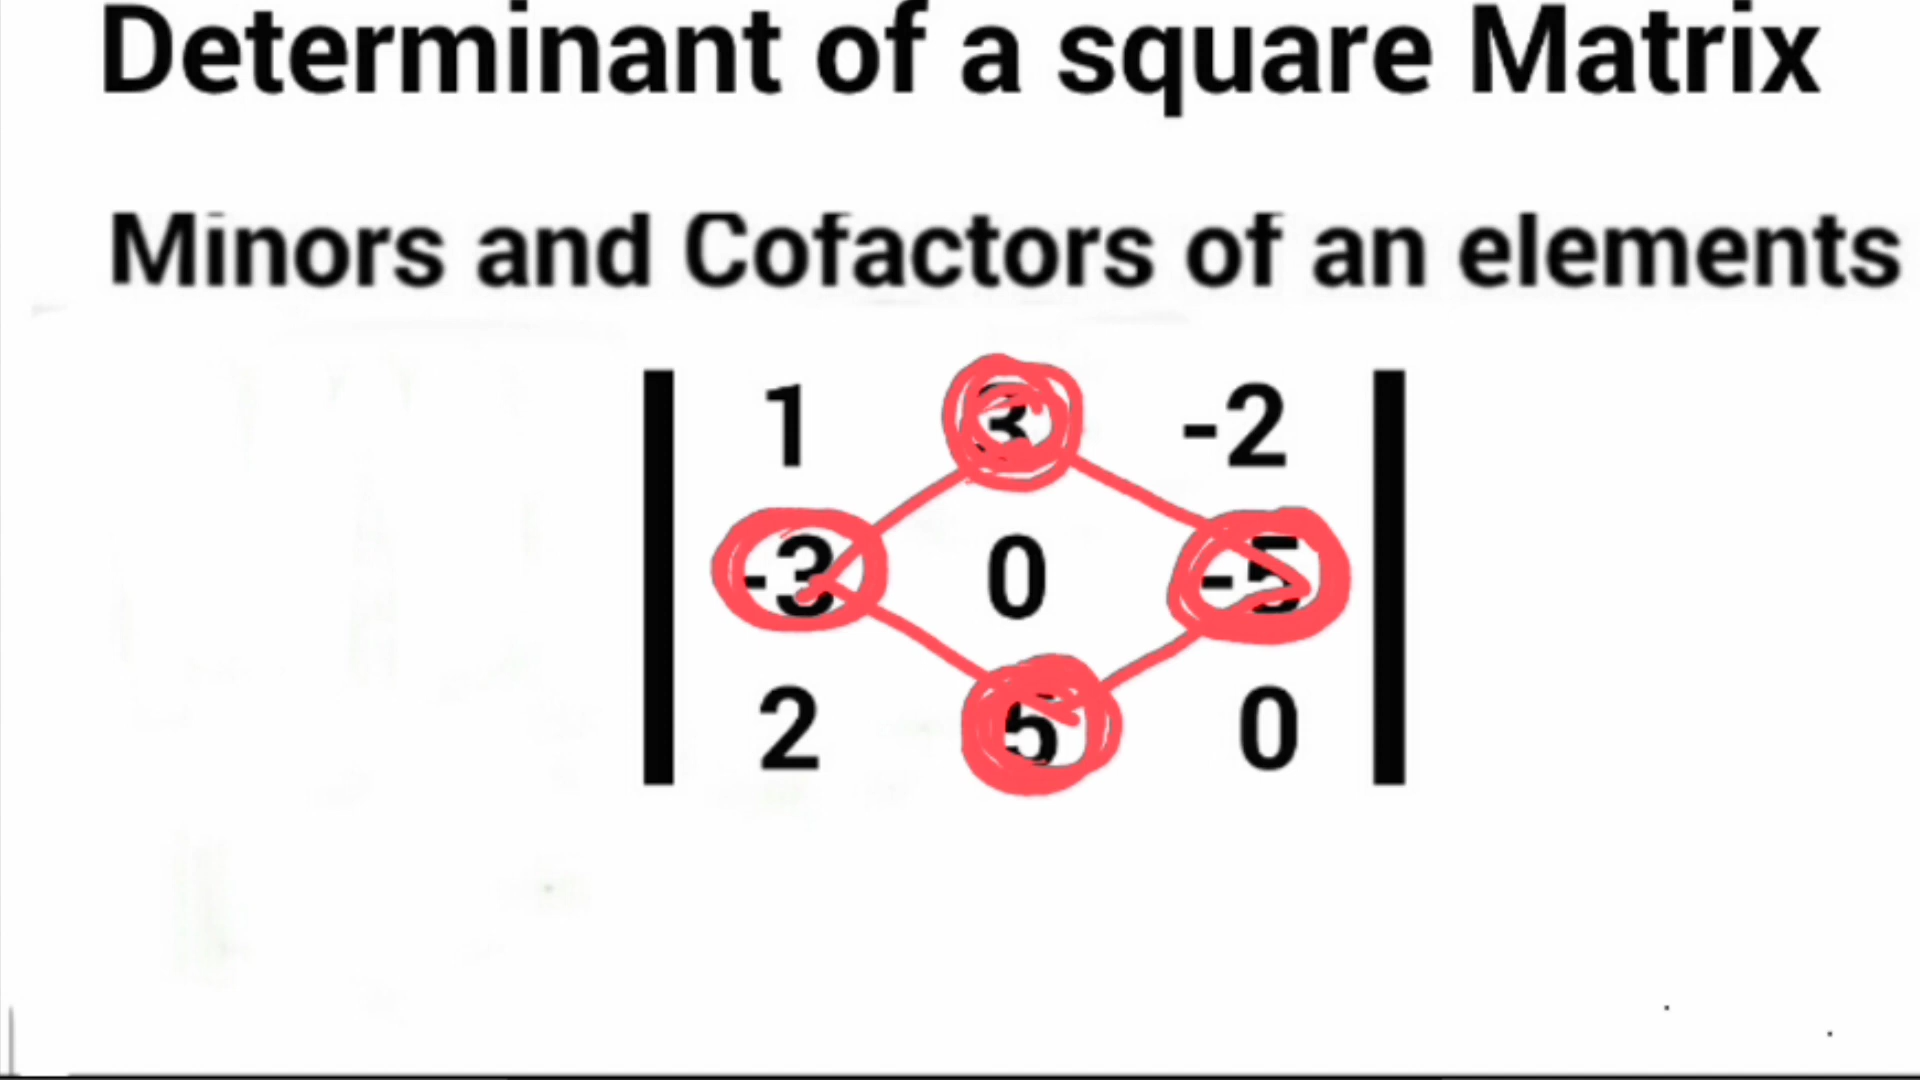 Determinant of a square Matrix
Minors and Cofactors of an elements
1 3 -2
-3 0 -5
2 5 0